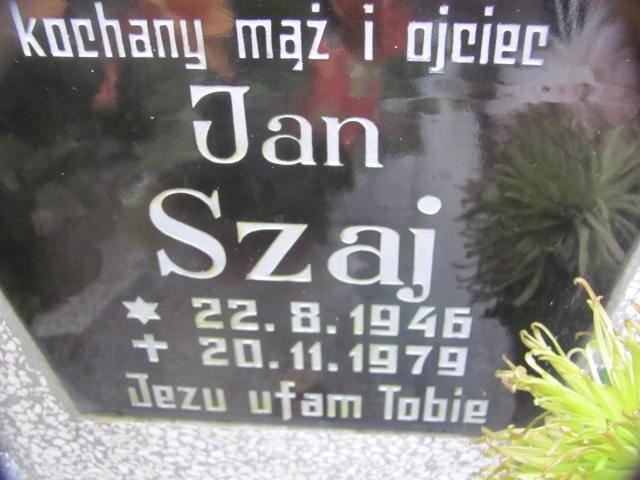 kochany mąż i ojciec
Jan
Szaj
* 22.8.1946
+ 20.11.1979
Jezu ufam Tobie